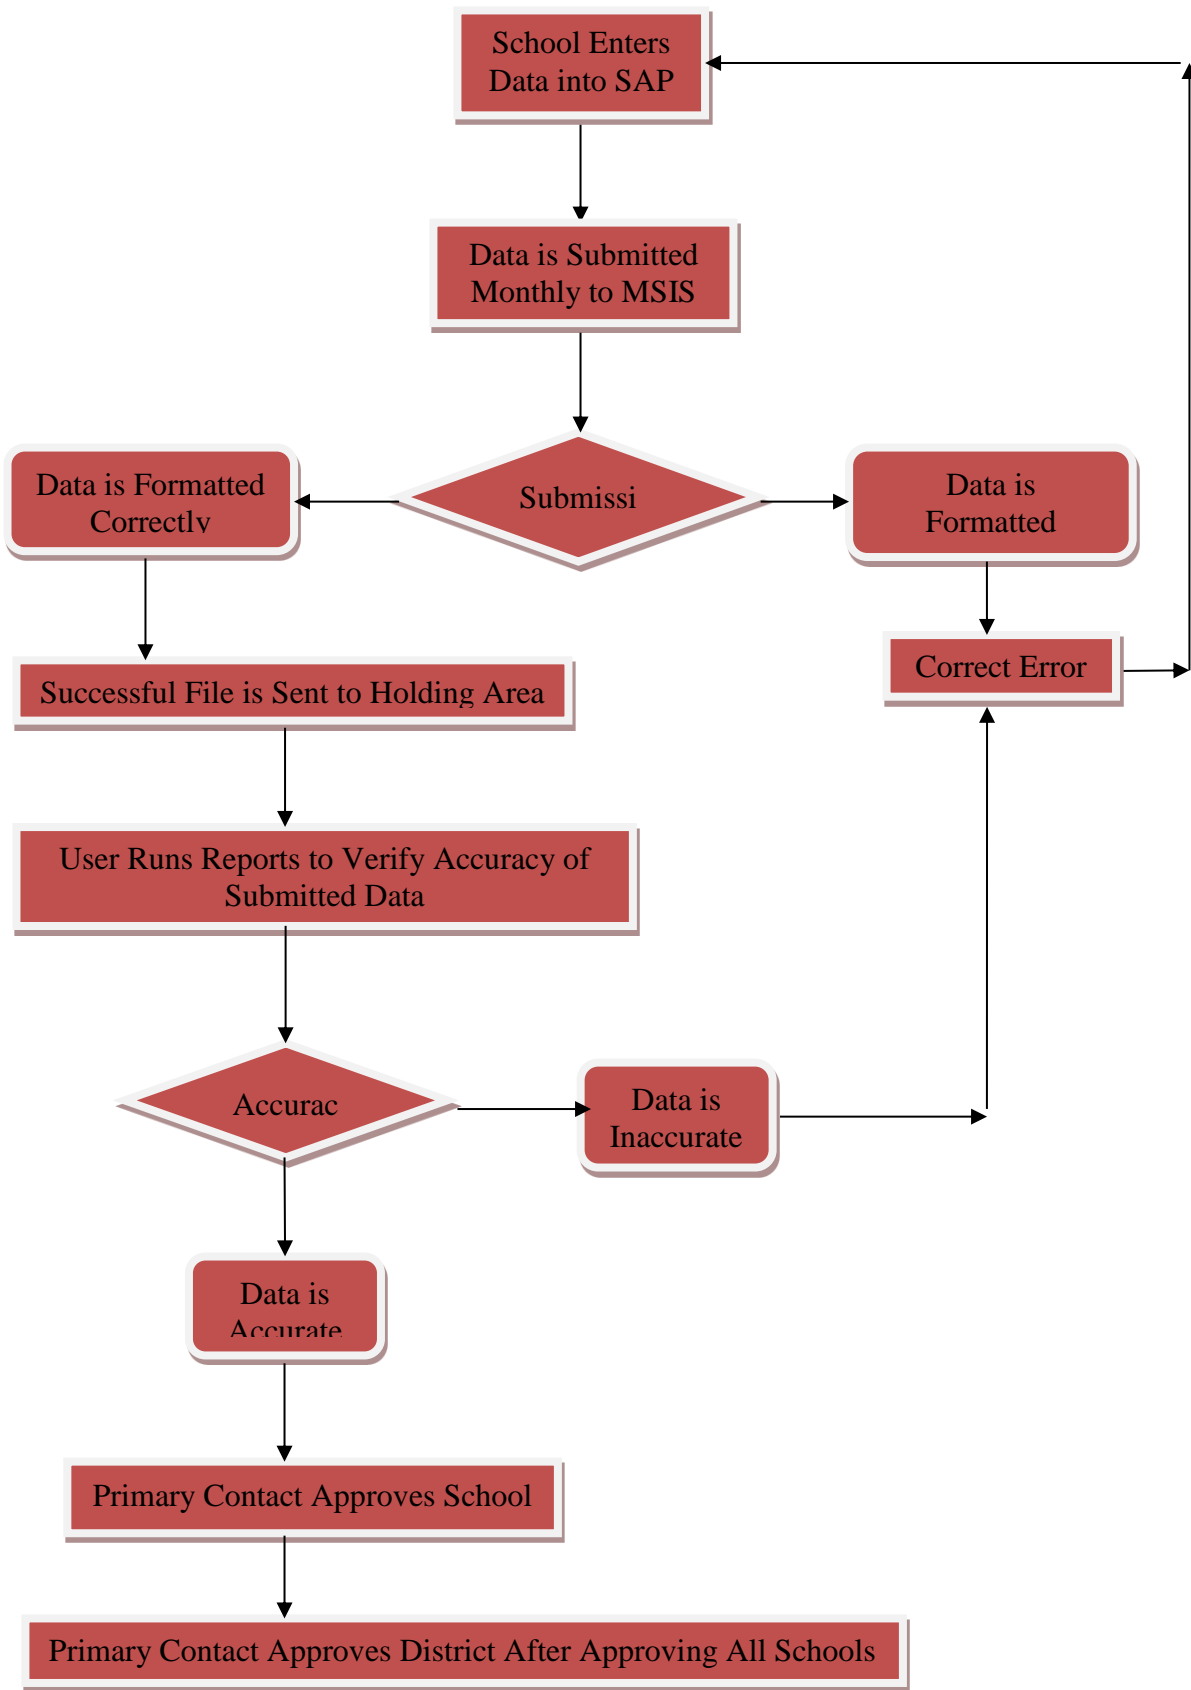 School Enters
Data into SAP
Data is Submitted
Monthly to MSIS
Data is Formatted
Correctly
Submissi
Data is
Formatted
Successful File is Sent to Holding Area
Correct Error
User Runs Reports to Verify Accuracy of
Submitted Data
Accurac
Data is
Inaccurate
Data is
Accurate
Primary Contact Approves School
Primary Contact Approves District After Approving All Schools